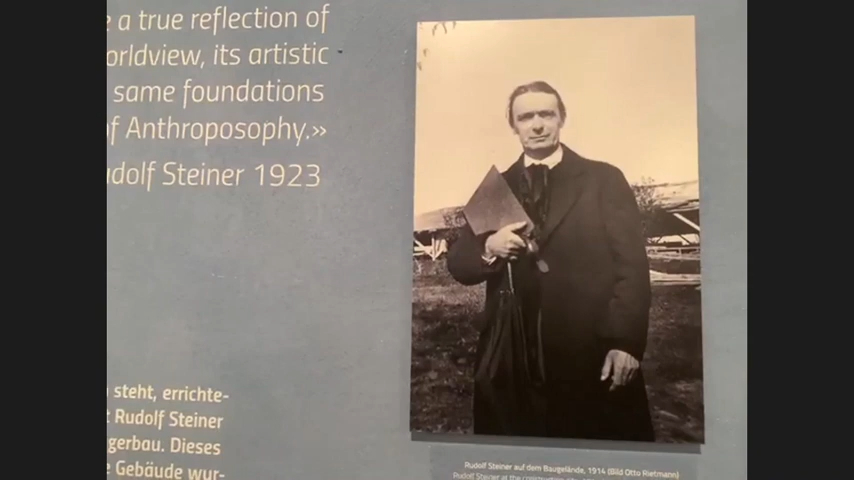 a true reflection of
orldview, its artistic
same foundations
of Anthroposophy.»
udolf Steiner 1923
steht, errichte-
Rudolf Steiner
gerbau. Dieses
Gebäude wur-
Rudolf Steiner auf dem Baugelände, 1914 (Bild Otto Rietmann)
Rudolf Steiner at the construction